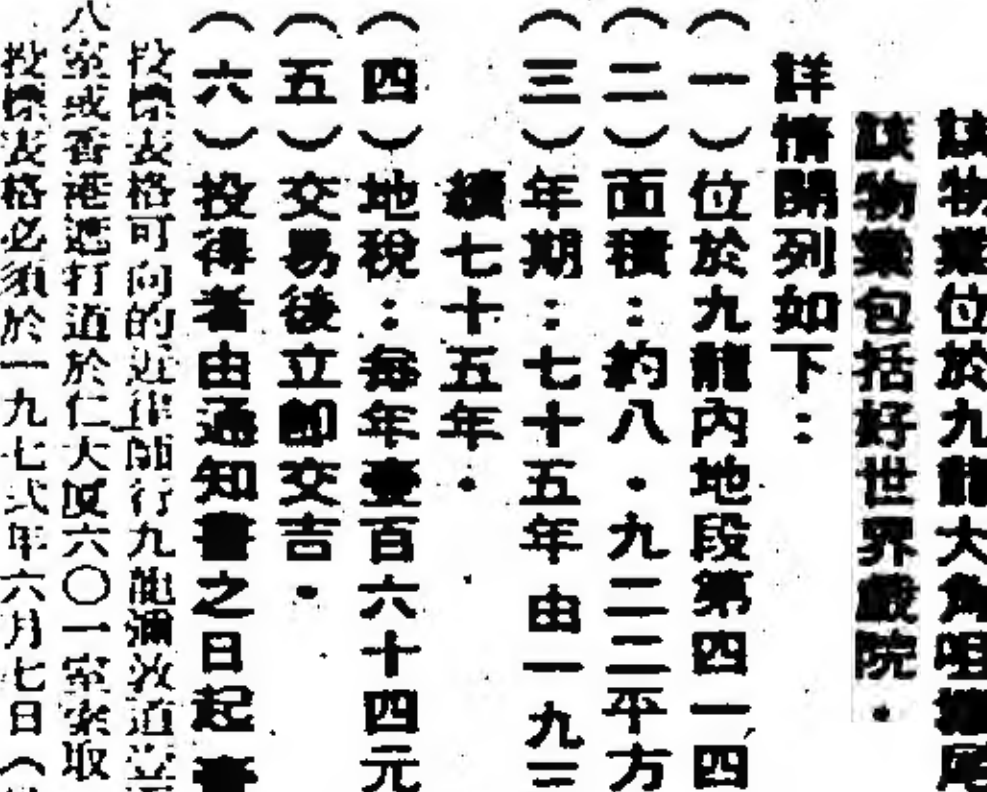 該物業位於九龍大角咀槤尾
該物業包括好世界戲院．
詳情開列如下：
（一）位於九龍內地段第四一四
（二）面積：約八．九二二平方
（三）年期：七十五年由一九三
續七十五年．
（四）地稅：每年壹百六十四元
（五）交易後立即交吉．
（六）投得者由通知書之日起壹
投標表格可向的近律師行九龍彌敦道
八室或香港遮打道於仁大廈六〇一室索取
投標表格必須於一九七弍年六月七日（